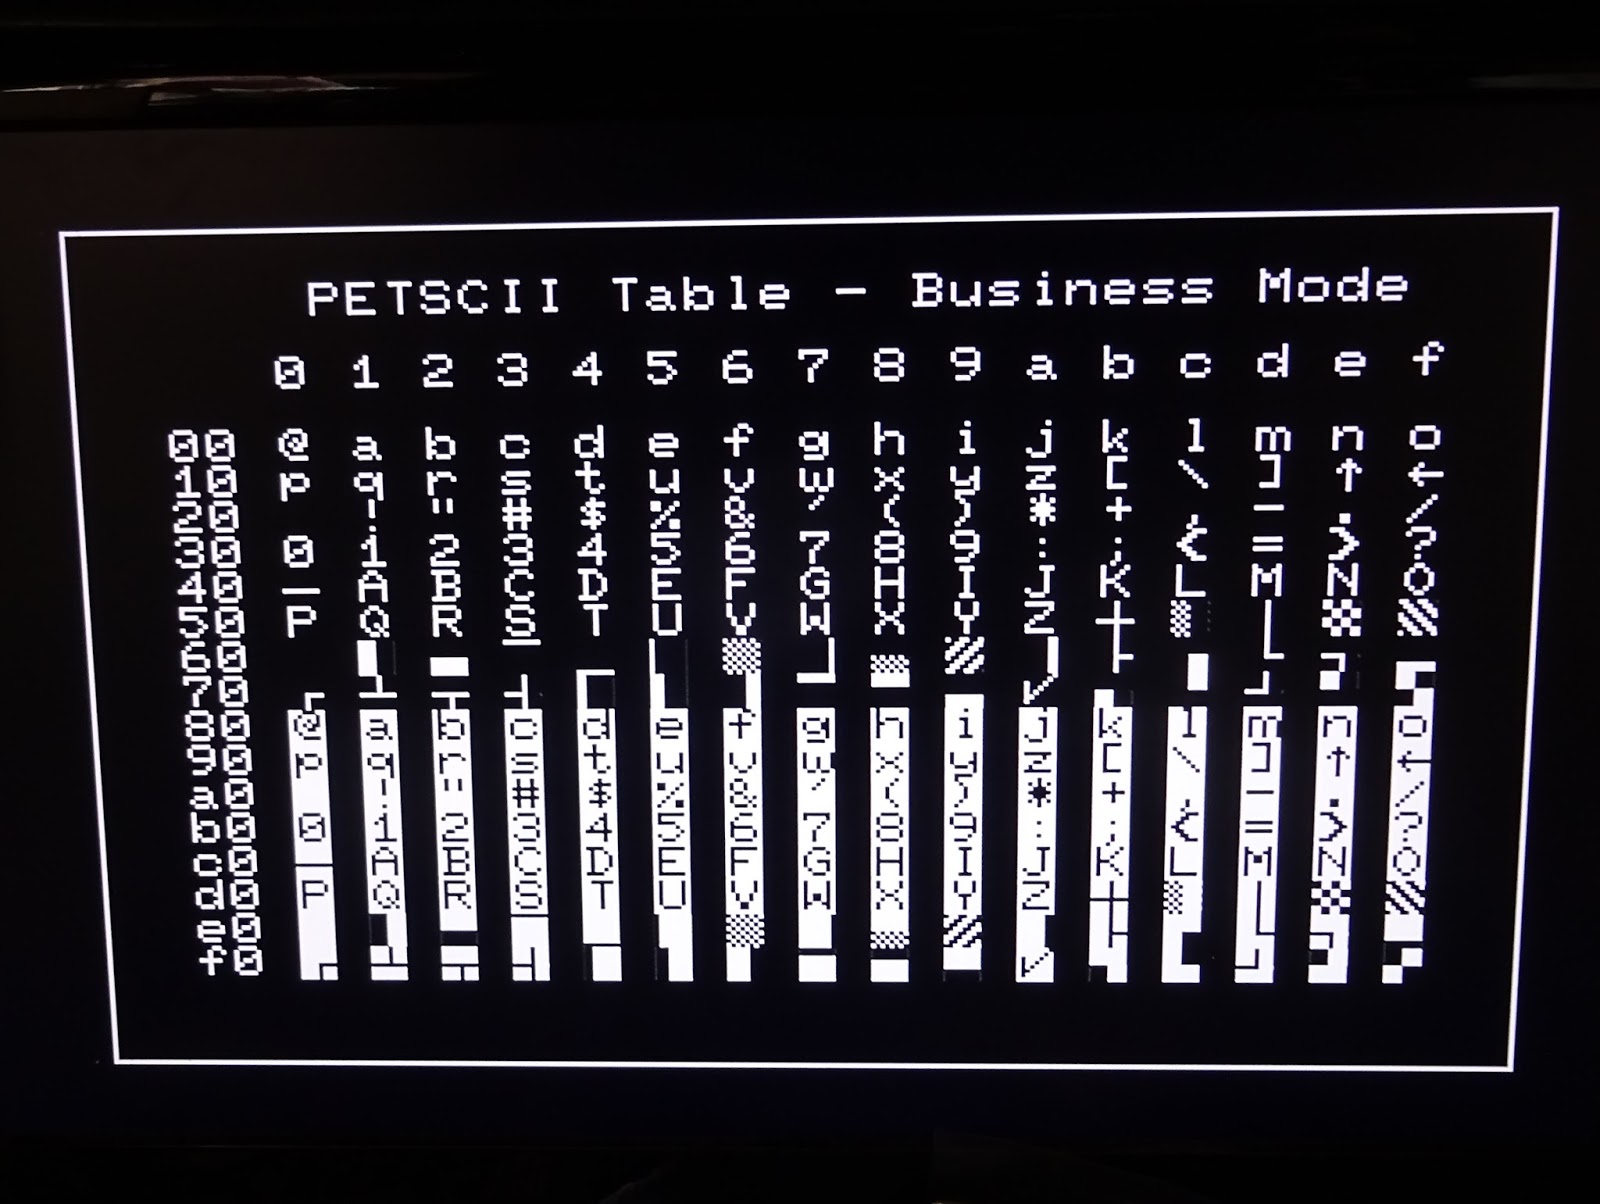 PETSCII Table - Business Mode
0 1 2 3 4 5 6 7 8 9 a b c d e f
00 @ a b c d e f g h i j k l m n o
10 p q r s t u v w x y z [ \ ] ↑ ←
20 ! " # $ % & ' ( ) * + , - . /
30 0 1 2 3 4 5 6 7 8 9 : ; < = > ?
40 ─ A B C D E F G H I J K L M N O
50 P Q R S T U V W X Y Z ┼
60
70
80 @ a b c d e f g h i j k l m n o
90 p q r s t u v w x y z [ \ ] ↑ ←
a0 ! " # $ % & ' ( ) * + , - . /
b0 0 1 2 3 4 5 6 7 8 9 : ; < = > ?
c0 ─ A B C D E F G H I J K L M N O
d0 P Q R S T U V W X Y Z ┼
e0
f0